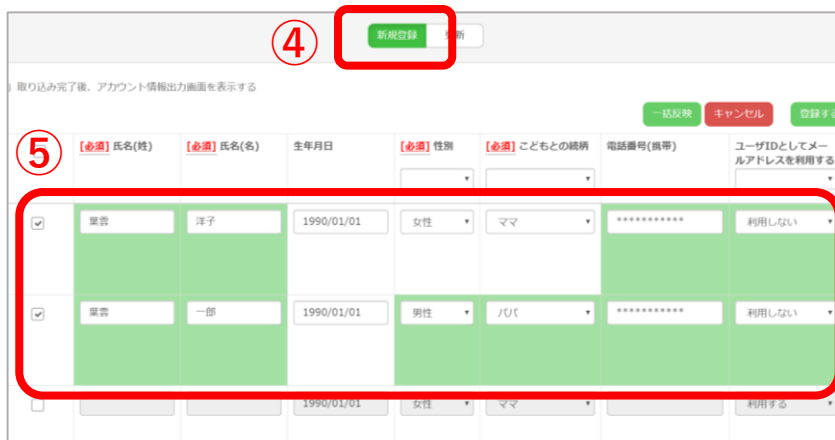 ④
新規登録 更新
)取り込み完了後、アカウント情報出力画面を表示する
一括反映 キャンセル 登録する
⑤
[必須] 氏名(姓) [必須] 氏名(名) 生年月日 [必須] 性別 [必須] こどもとの続柄 電話番号(携帯) ユーザIDとしてメー
ルアドレスを利用する
葉雲 洋子 1990/01/01 女性 ママ *********** 利用しない
葉雲 一郎 1990/01/01 男性 パパ *********** 利用しない
1990/01/01 女性 ママ 利用する